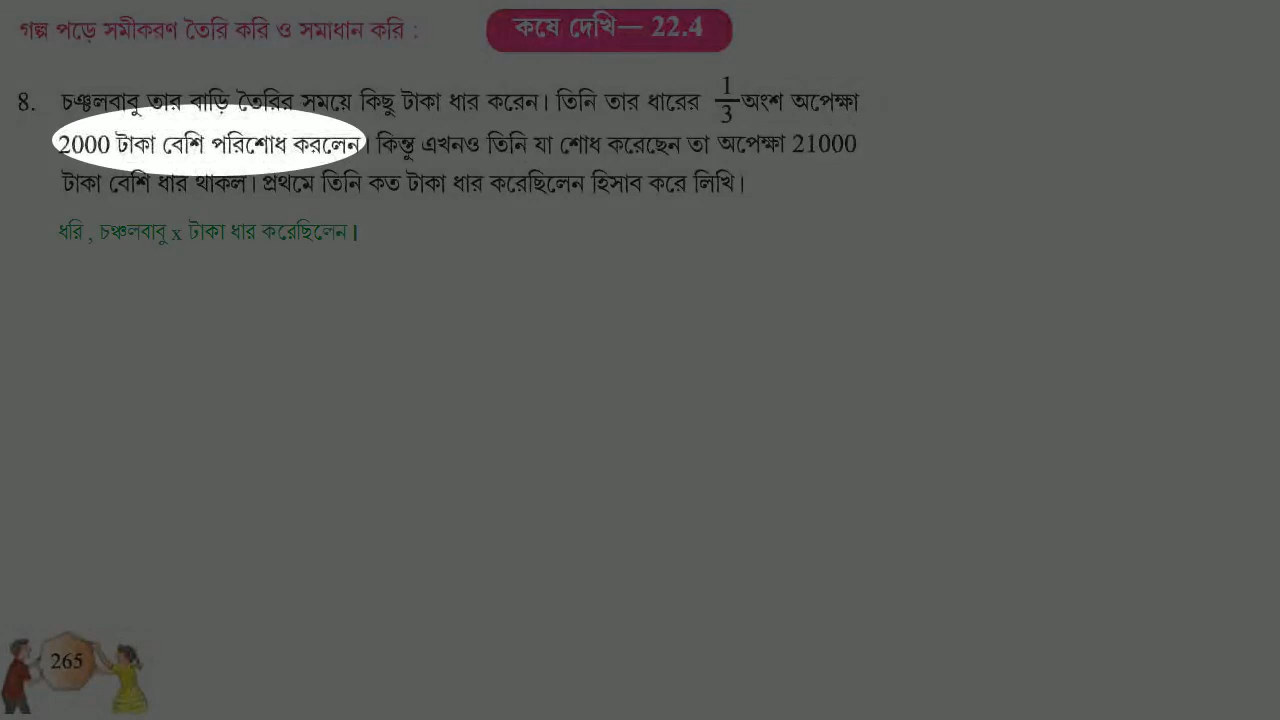 গল্প পড়ে সমীকরণ তৈরি করি ও সমাধান করি :
কষে দেখি— 22.4
8. চঞ্চলবাবু তার বাড়ি তৈরির সময়ে কিছু টাকা ধার করেন। তিনি তার ধারের 1/3 অংশ অপেক্ষা
2000 টাকা বেশি পরিশোধ করলেন। কিন্তু এখনও তিনি যা শোধ করেছেন তা অপেক্ষা 21000
টাকা বেশি ধার থাকল। প্রথমে তিনি কত টাকা ধার করেছিলেন হিসাব করে লিখি।
ধরি , চঞ্চলবাবু x টাকা ধার করেছিলেন।
265